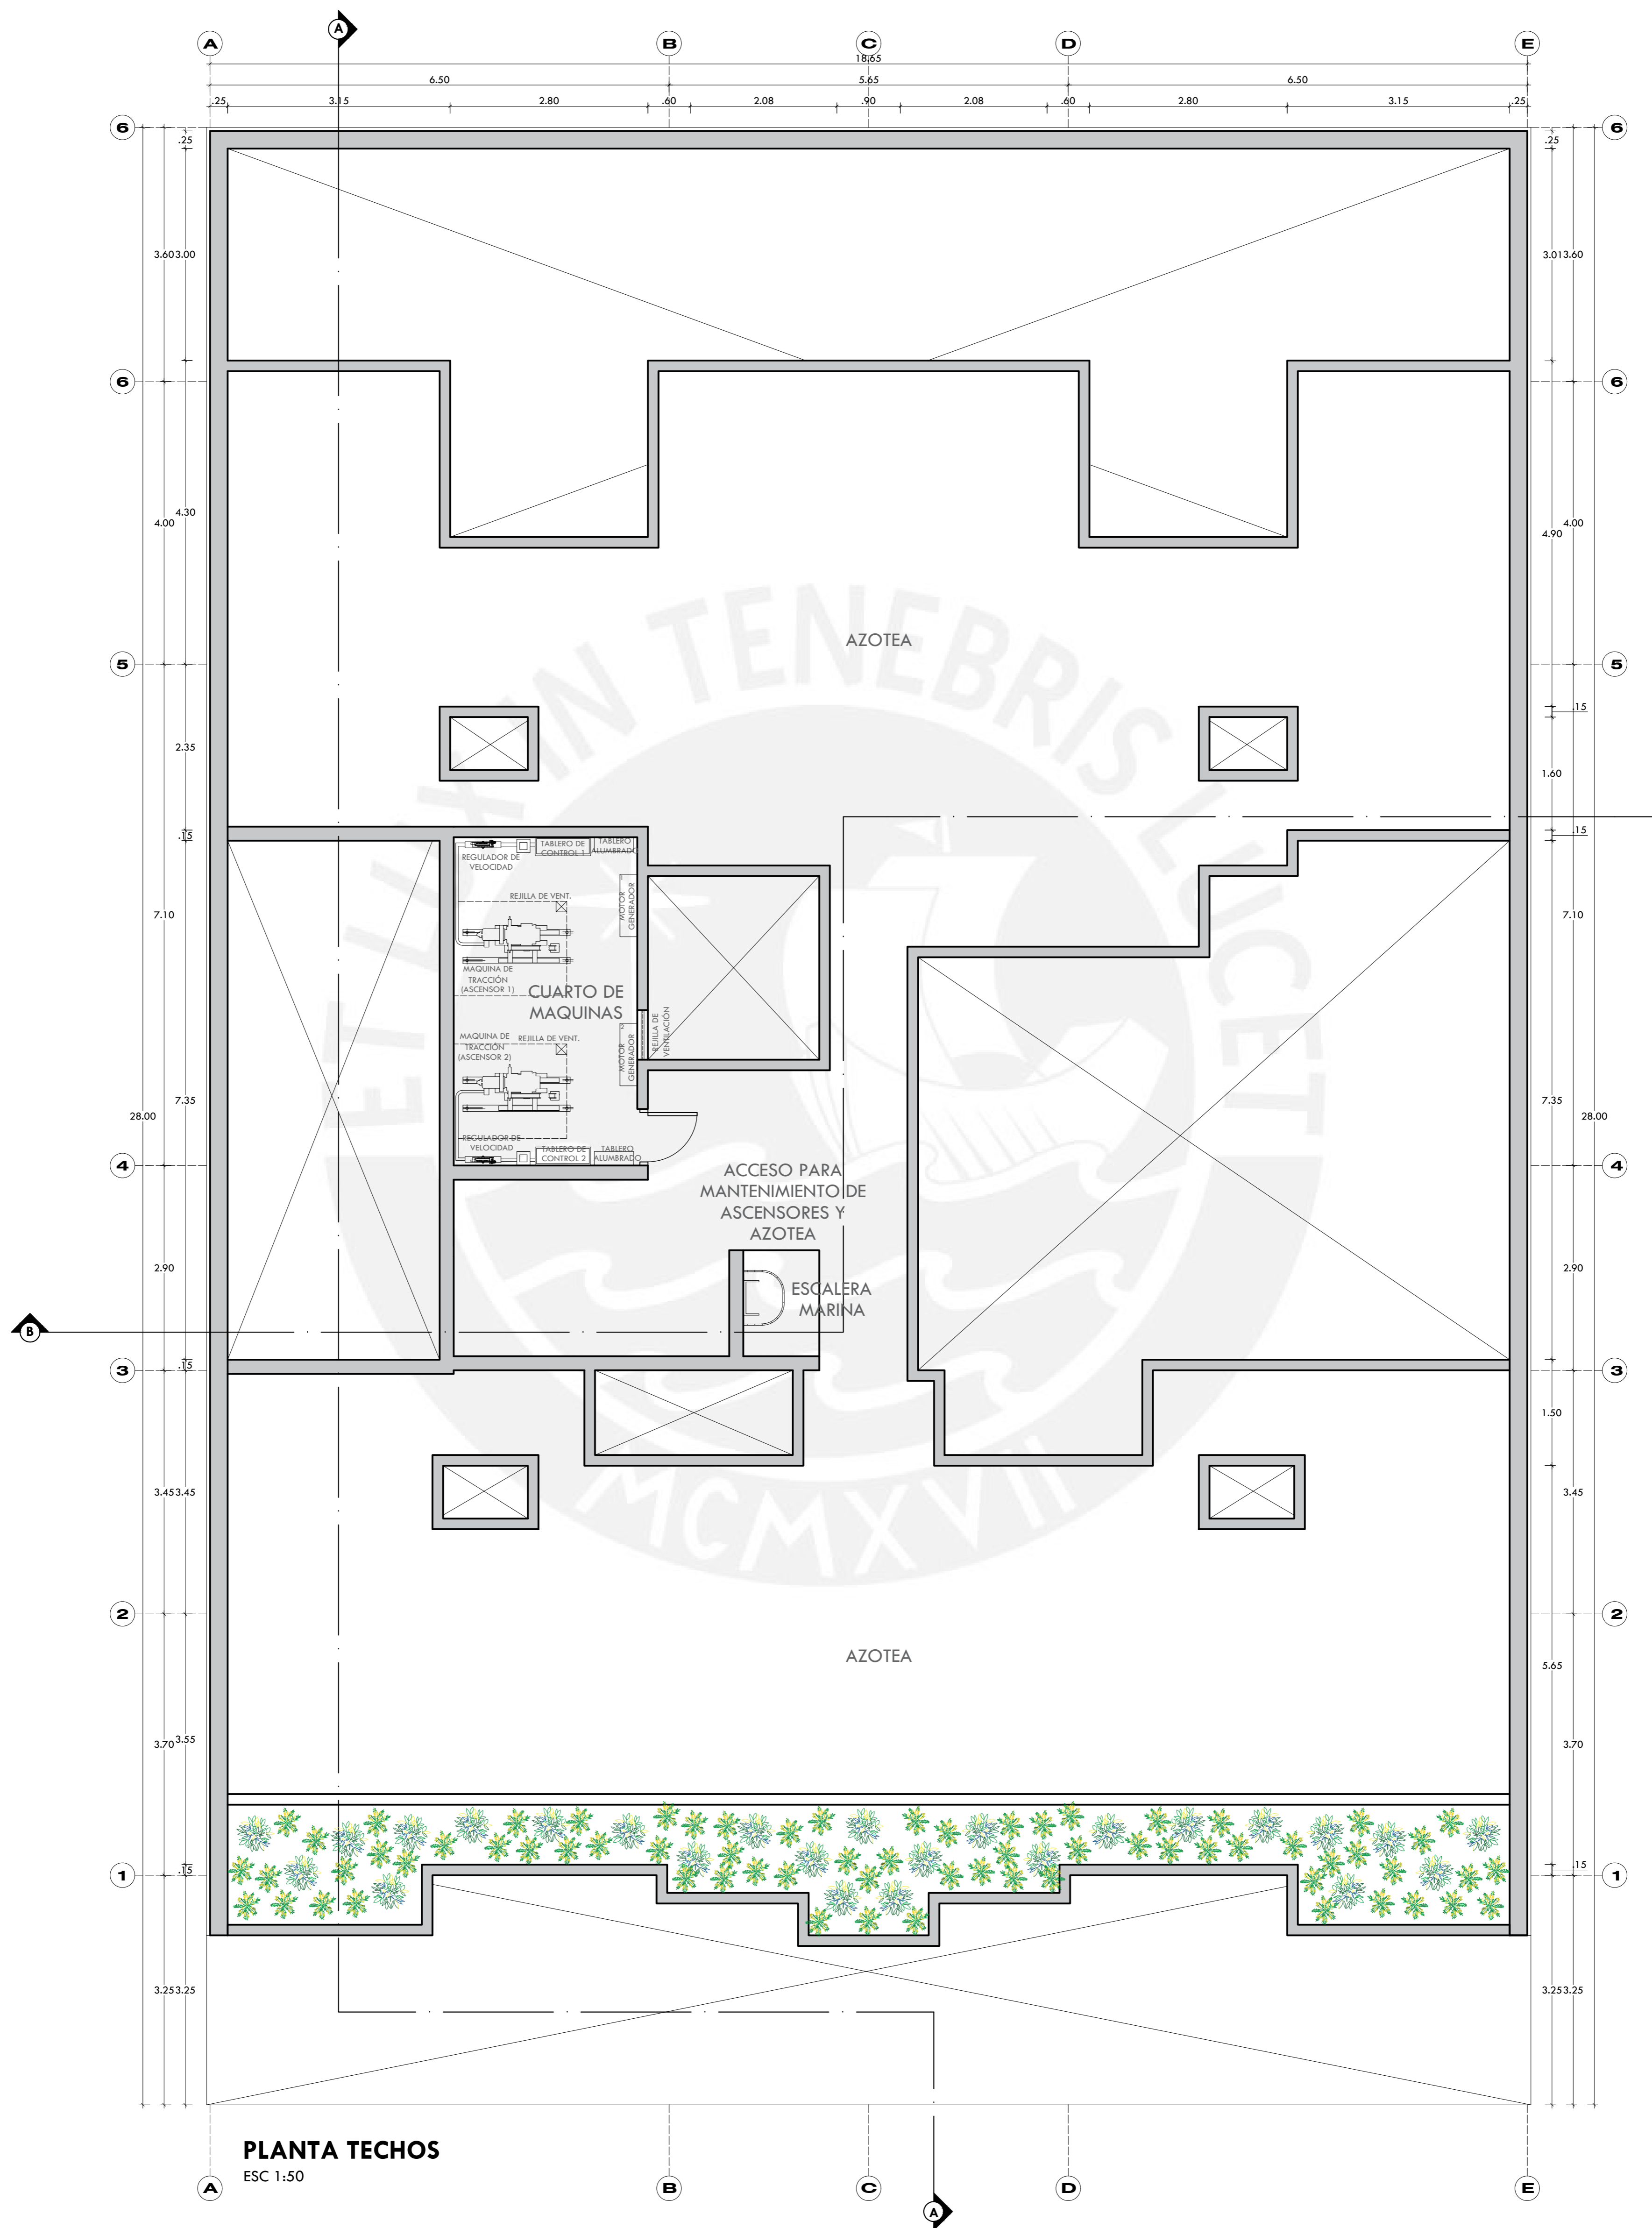 A
A B C D E
18.65
6.50 5.65 6.50
.25 3.15 2.80 .60 2.08 .90 2.08 .60 2.80 3.15 .25
6 6
.25 .25
3.60 3.00 3.01 3.60
6 6
4.00 4.30 4.90 4.00
AZOTEA
5 5
.15
2.35 1.60
.15 .15
TABLERO DE
CONTROL 1
TABLERO
ALUMBRADO
REGULADOR DE
VELOCIDAD
REJILLA DE VENT.
MOTOR
GENERADOR
7.10 7.10
MAQUINA DE
TRACCIÓN
(ASCENSOR 1)
CUARTO DE
MAQUINAS
REJILLA DE
VENTILACIÓN
MAQUINA DE
TRACCIÓN
(ASCENSOR 2)
REJILLA DE VENT.
MOTOR
GENERADOR
28.00 7.35 7.35 28.00
REGULADOR DE
VELOCIDAD
TABLERO DE
CONTROL 2
TABLERO
ALUMBRADO
4 4
ACCESO PARA
MANTENIMIENTO DE
ASCENSORES Y
AZOTEA
2.90 2.90
ESCALERA
MARINA
B
.15
3 3
1.50
3.45 3.45 3.45
2 2
AZOTEA
5.65
3.70 3.55 3.70
.15 .15
1 1
3.25 3.25 3.25 3.25
PLANTA TECHOS
ESC 1:50
A B C D E
A
ET LUX IN TENEBRIS LUCET
MCMXVII